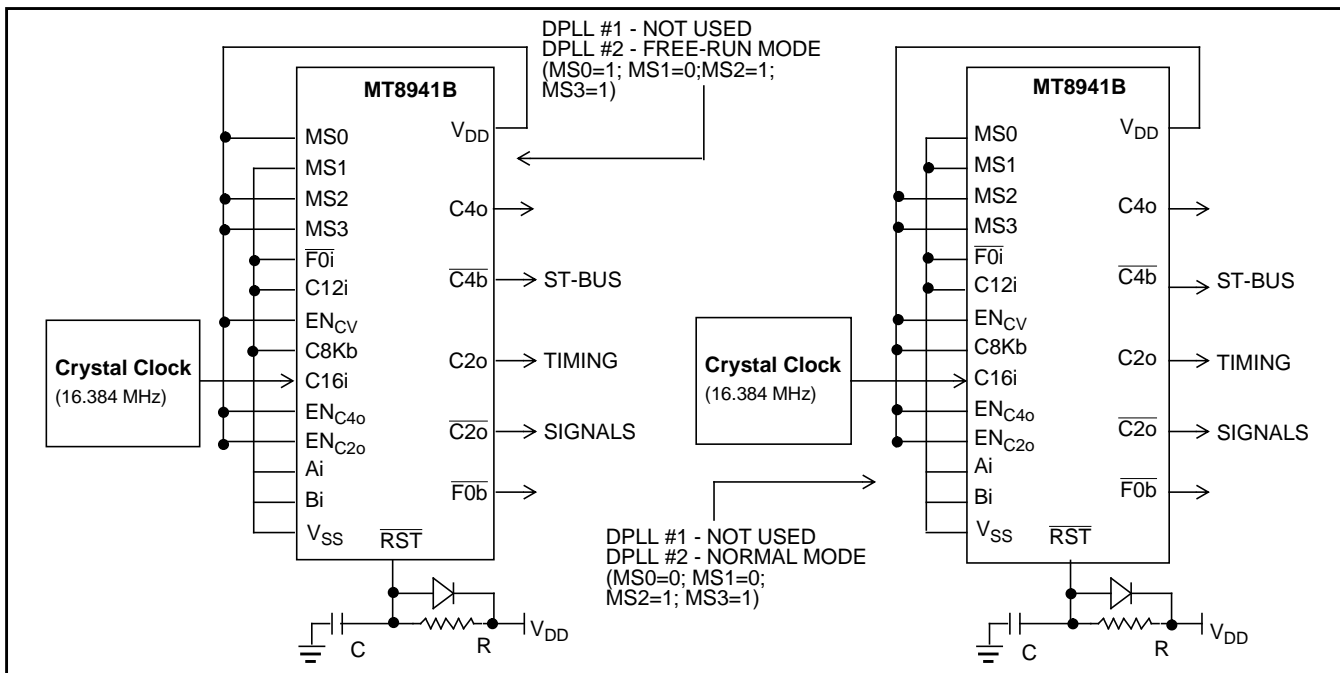 DPLL #1 - NOT USED
DPLL #2 - FREE-RUN MODE
(MS0=1; MS1=0;MS2=1;
MS3=1)
MT8941B
MS0
MS1
MS2
MS3
F0i
C12i
ENCV
C8Kb
C16i
ENC4o
ENC2o
Ai
Bi
VSS
RST
VDD
C4o
C4b
ST-BUS
C2o
TIMING
C2o
SIGNALS
F0b
Crystal Clock
(16.384 MHz)
C
R
VDD
MT8941B
MS0
MS1
MS2
MS3
F0i
C12i
ENCV
C8Kb
C16i
ENC4o
ENC2o
Ai
Bi
VSS
RST
VDD
C4o
C4b
ST-BUS
C2o
TIMING
C2o
SIGNALS
F0b
Crystal Clock
(16.384 MHz)
DPLL #1 - NOT USED
DPLL #2 - NORMAL MODE
(MS0=0; MS1=0;
MS2=1; MS3=1)
C
R
VDD